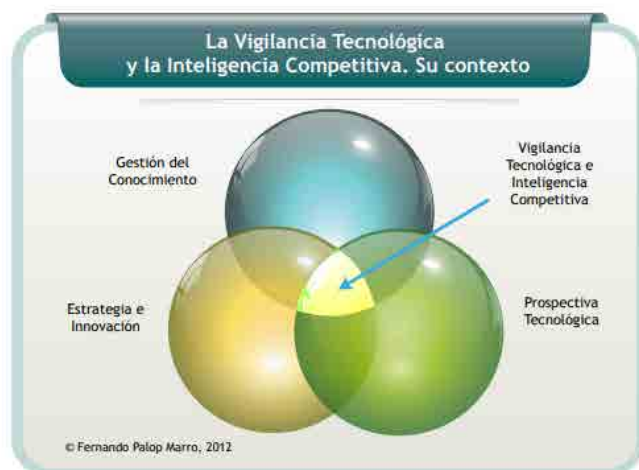 La Vigilancia Tecnológica
y la Inteligencia Competitiva. Su contexto
Gestión del
Conocimiento
Vigilancia
Tecnológica e
Inteligencia
Competitiva
Estrategia e
Innovación
Prospectiva
Tecnológica
© Fernando Palop Marro, 2012